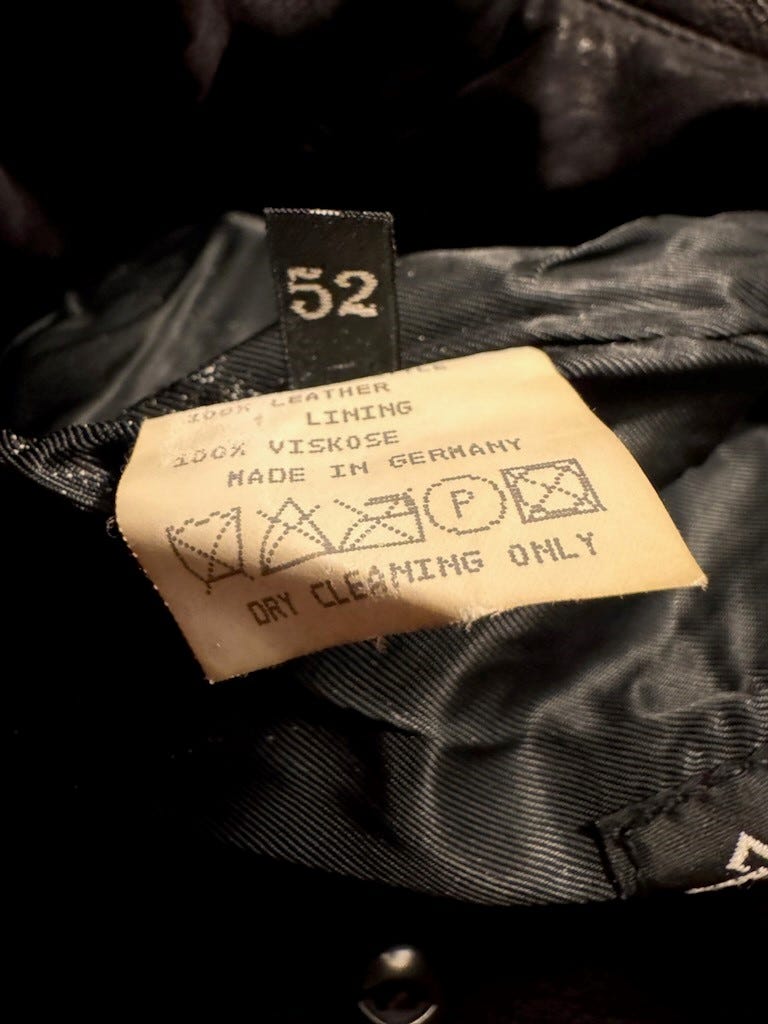 52
100% LEATHER
LINING
100% VISKOSE
MADE IN GERMANY
P
DRY CLEANING ONLY